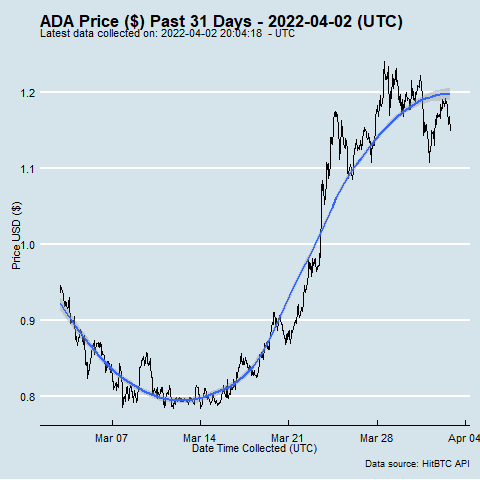 ADA Price ($) Past 31 Days - 2022-04-02 (UTC)
Latest data collected on: 2022-04-02 20:04:18  - UTC
1.2
1.1
1.0
0.9
0.8
Price USD ($)
Mar 07 Mar 14 Mar 21 Mar 28 Apr 04
Date Time Collected (UTC)
Data source: HitBTC API